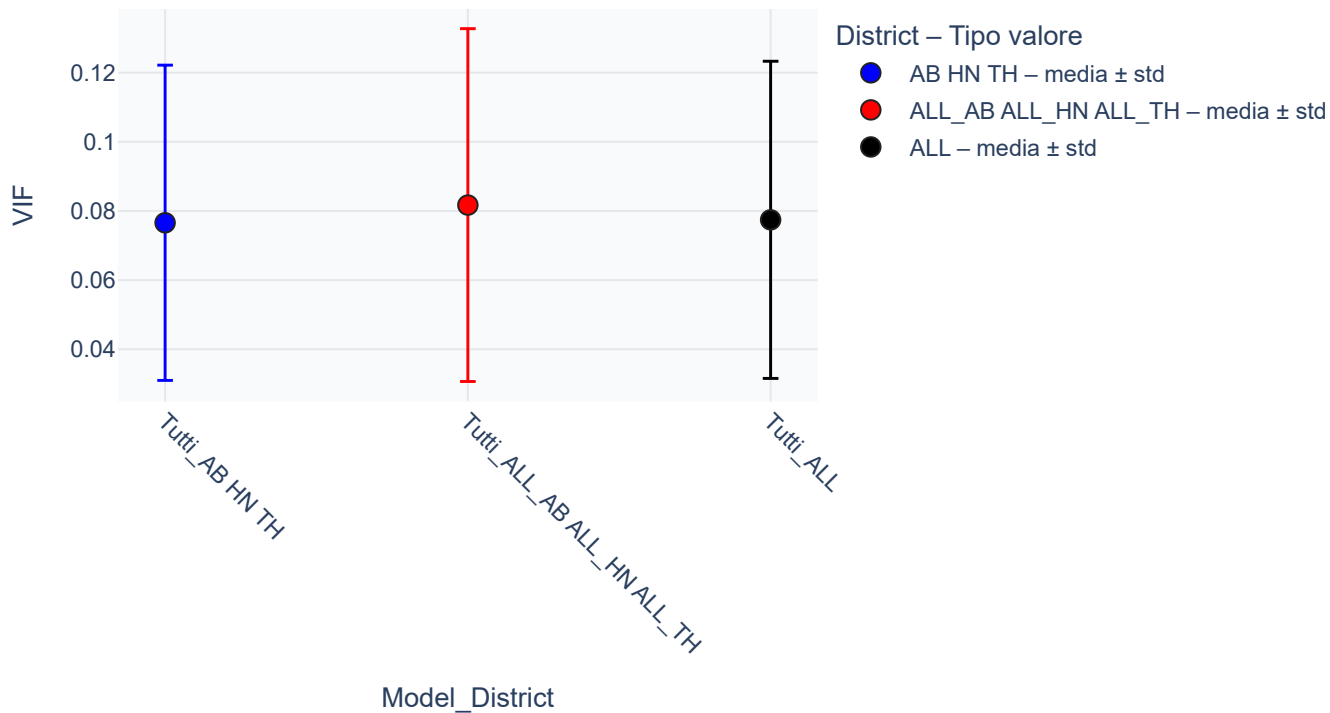 District – Tipo valore
AB HN TH – media ± std
ALL_AB ALL_HN ALL_TH – media ± std
ALL – media ± std
VIF
0.12
0.1
0.08
0.06
0.04
Tutti_AB HN TH
Tutti_ALL_AB ALL_HN ALL_TH
Tutti_ALL
Model_District